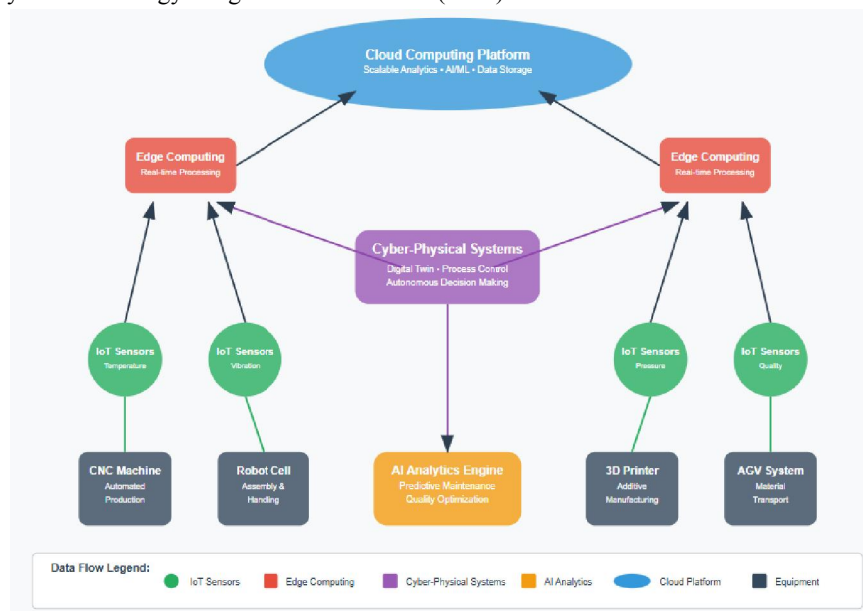 Cloud Computing Platform
Scalable Analytics • AI/ML • Data Storage
Edge Computing
Real-time Processing
Edge Computing
Real-time Processing
Cyber-Physical Systems
Digital Twin • Process Control
Autonomous Decision Making
IoT Sensors
Temperature
IoT Sensors
Vibration
IoT Sensors
Pressure
IoT Sensors
Quality
CNC Machine
Automated
Production
Robot Cell
Assembly &
Handling
AI Analytics Engine
Predictive Maintenance
Quality Optimization
3D Printer
Additive
Manufacturing
AGV System
Material
Transport
Data Flow Legend:
IoT Sensors
Edge Computing
Cyber-Physical Systems
AI Analytics
Cloud Platform
Equipment